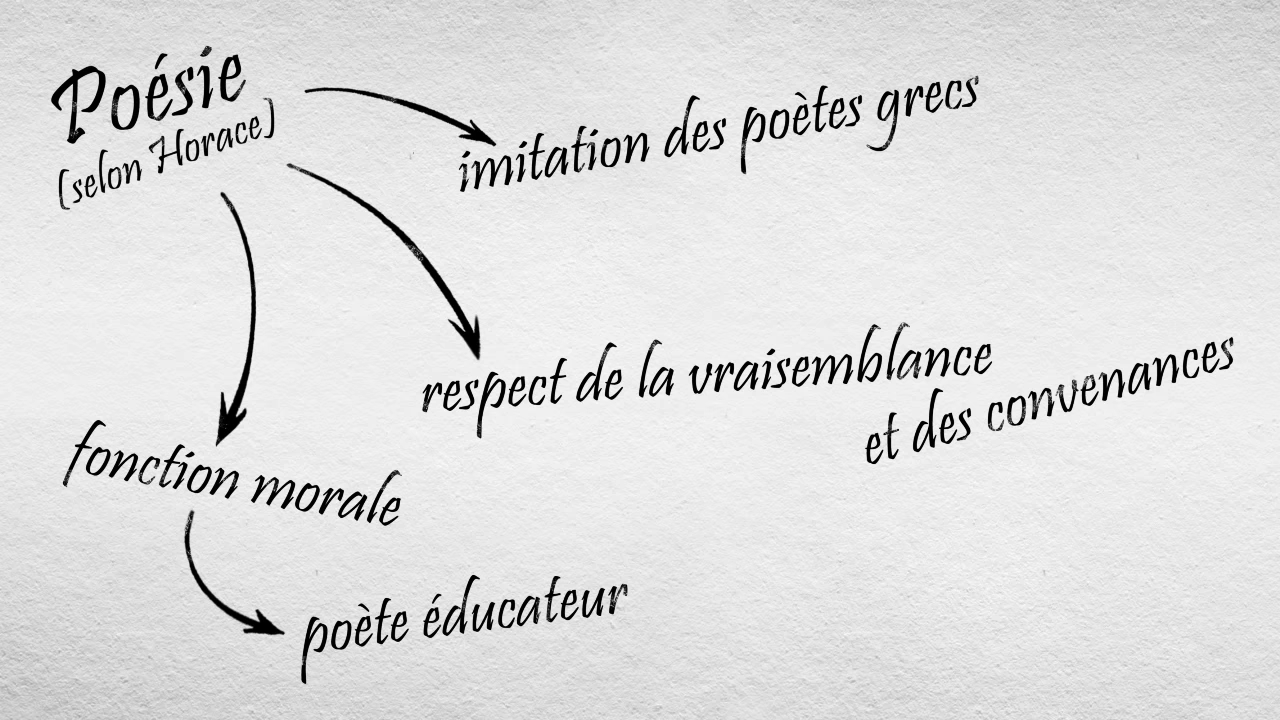 Poésie
(selon Horace)
imitation des poètes grecs
respect de la vraisemblance
et des convenances
fonction morale
poète éducateur